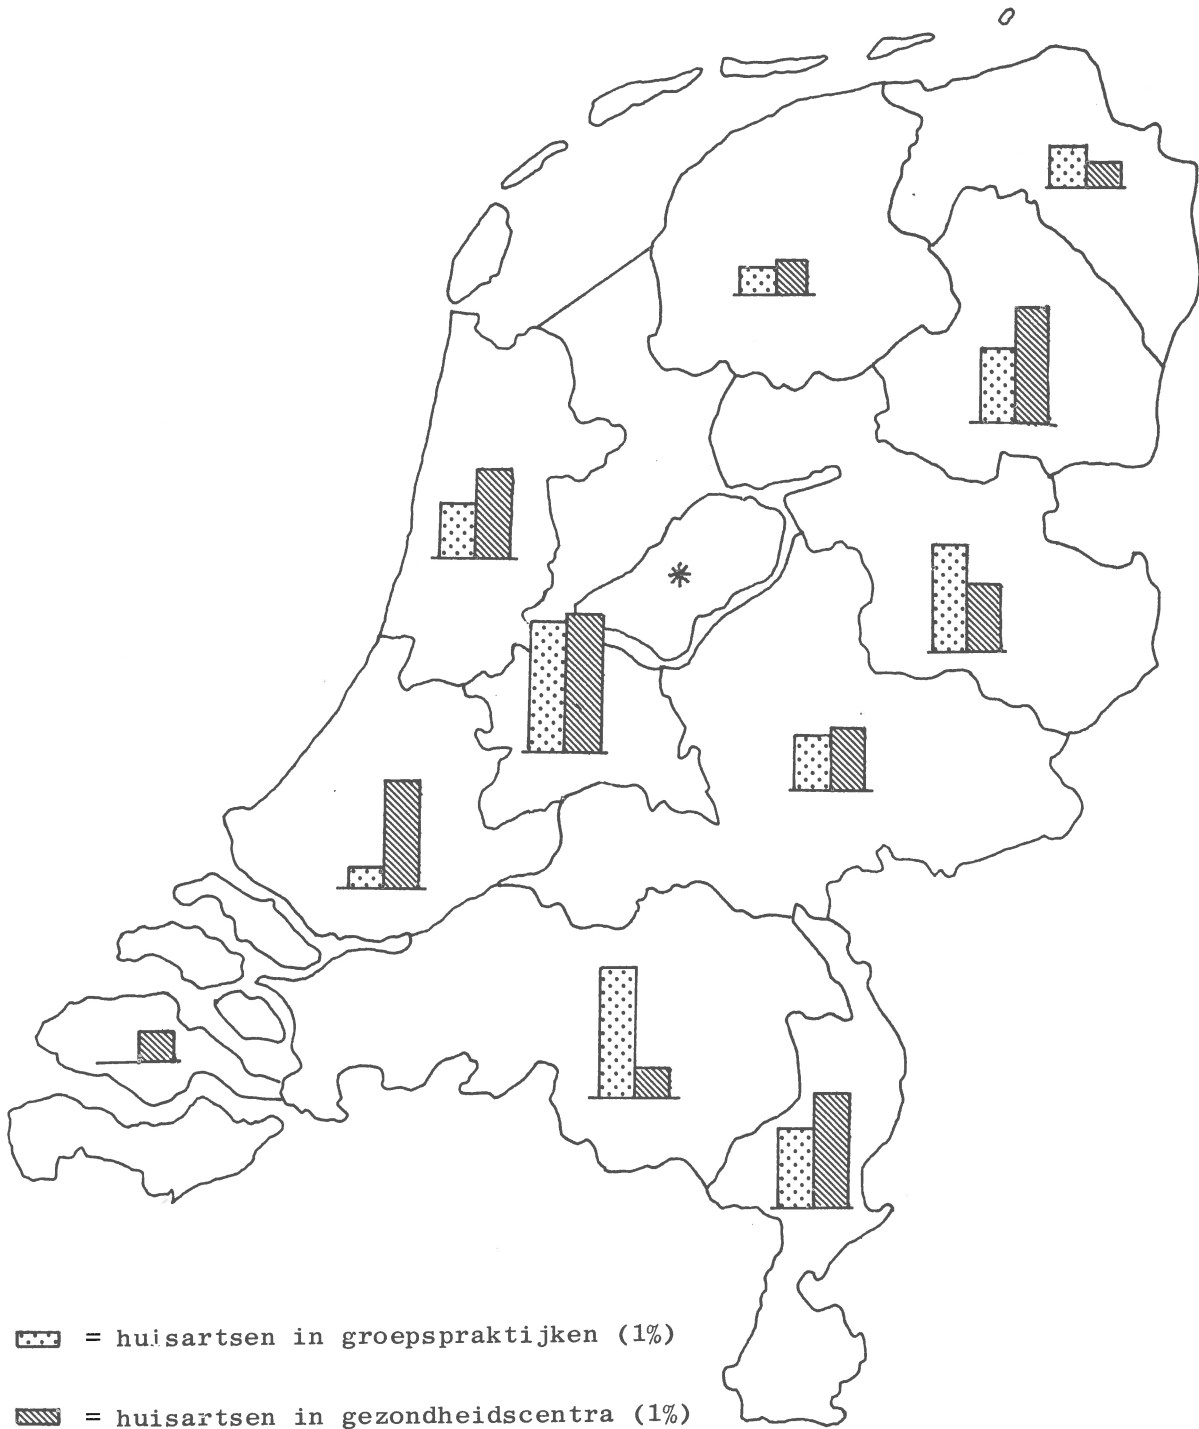 = huisartsen in groepspraktijken (1%)
= huisartsen in gezondheidscentra (1%)